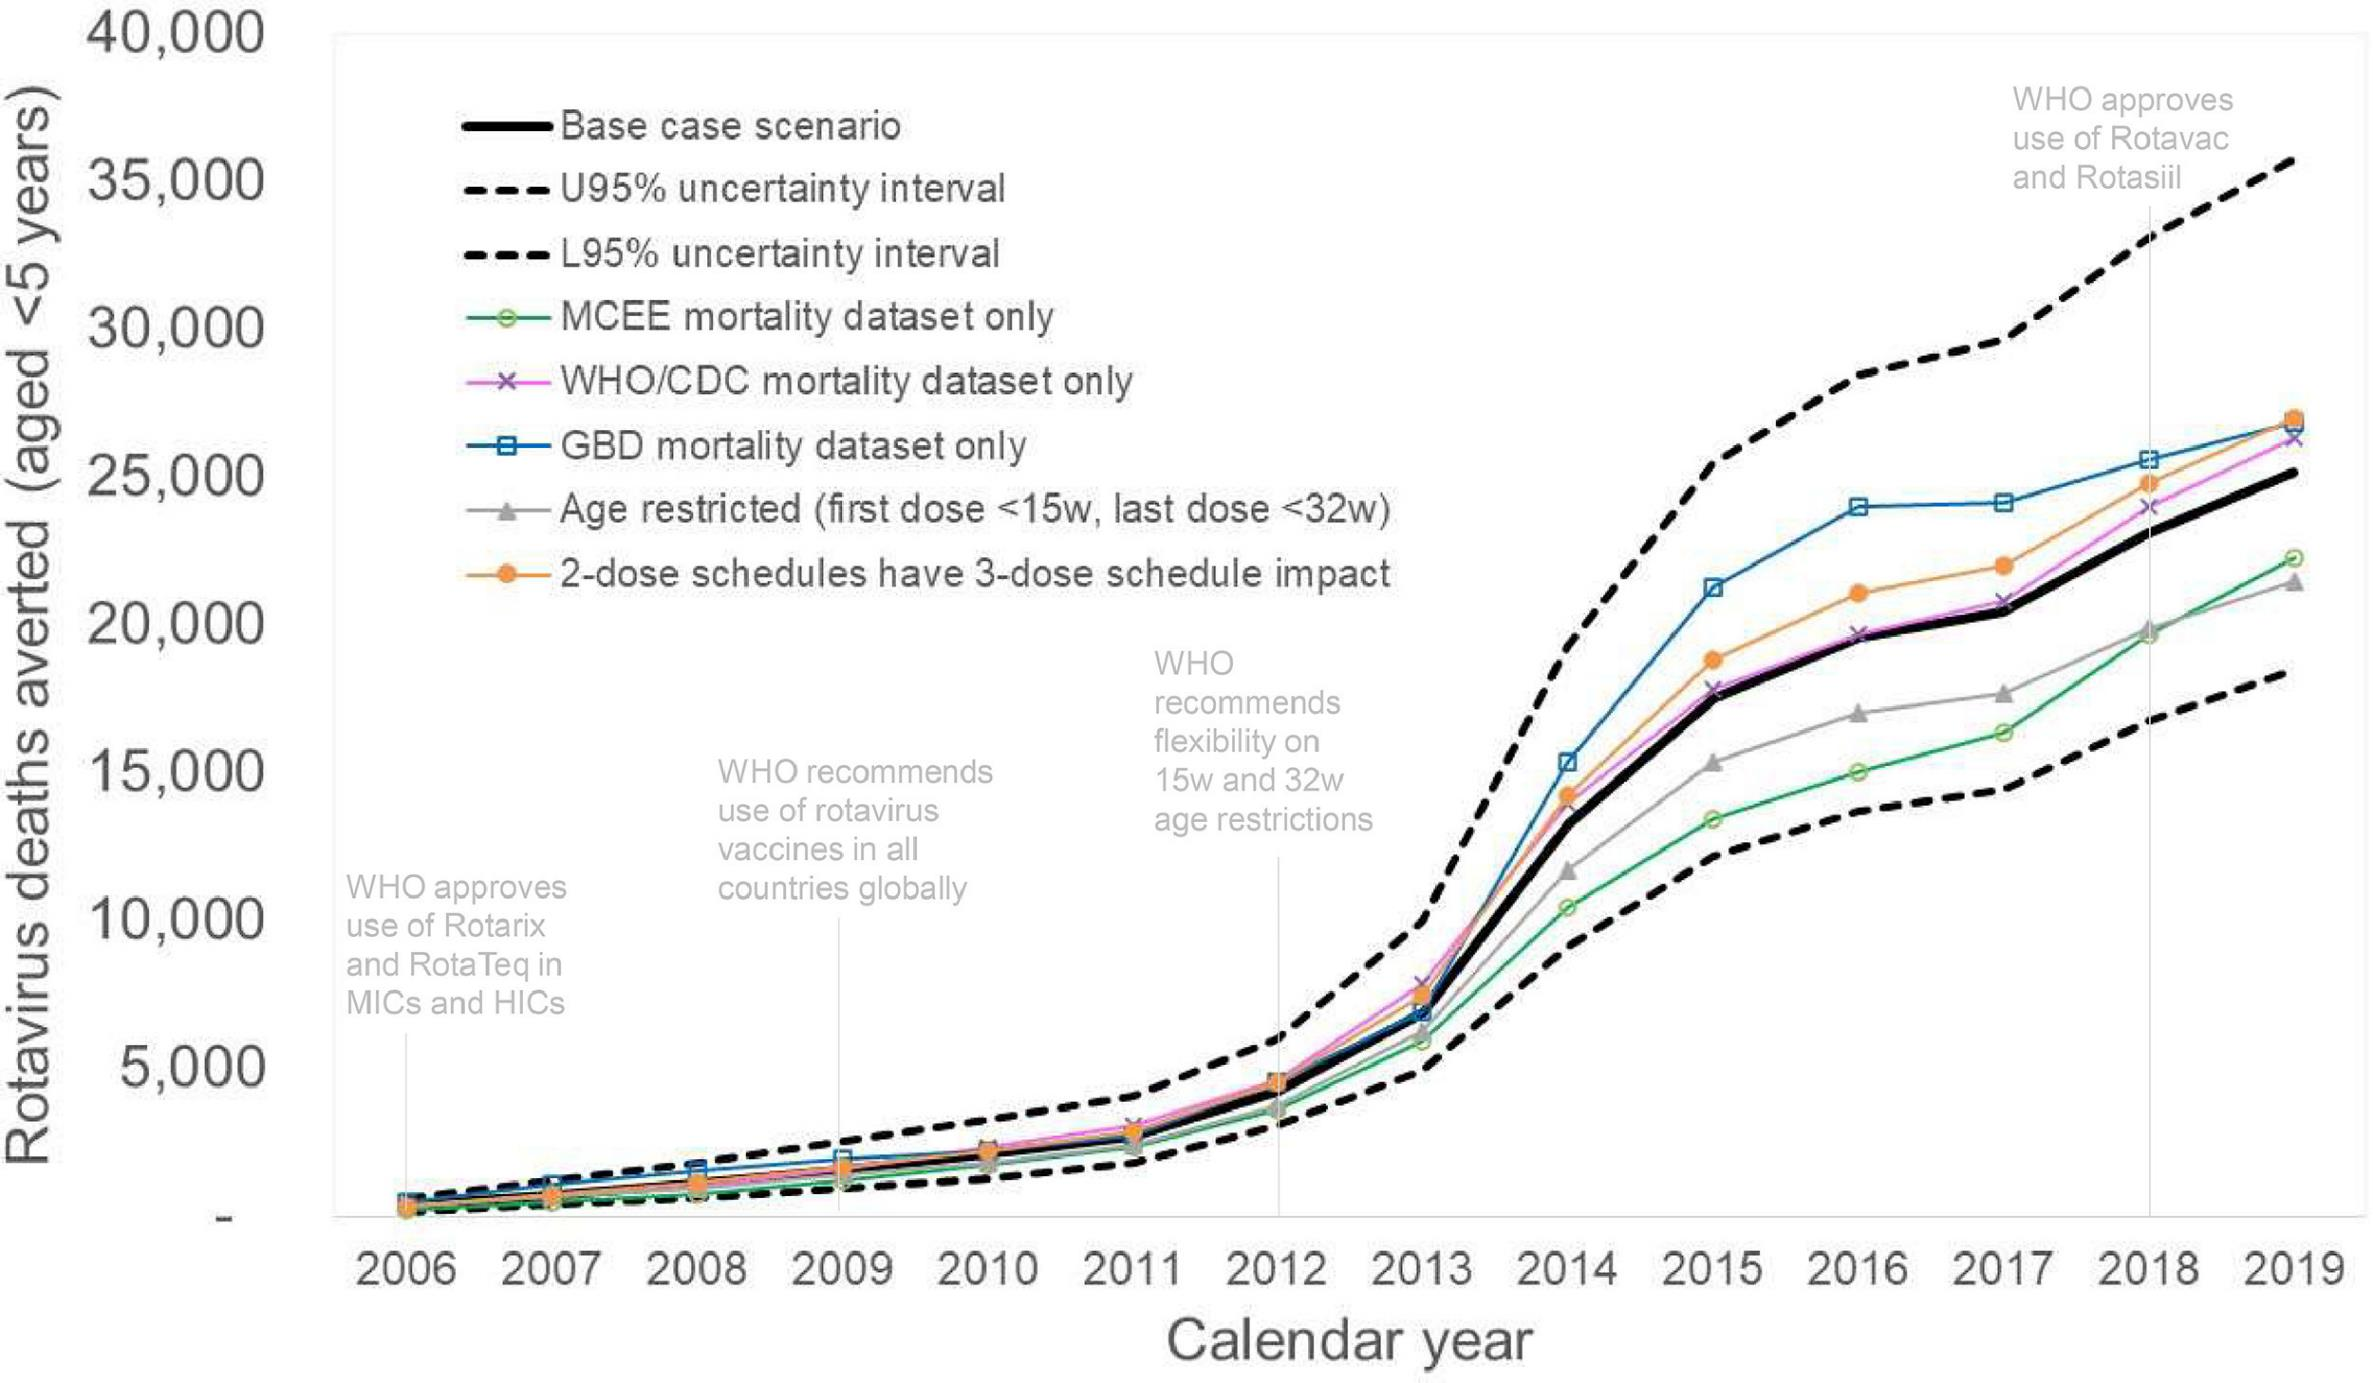 40,000
35,000
30,000
25,000
20,000
15,000
10,000
5,000
-
Rotavirus deaths averted (aged <5 years)
Base case scenario
U95% uncertainty interval
L95% uncertainty interval
MCEE mortality dataset only
WHO/CDC mortality dataset only
GBD mortality dataset only
Age restricted (first dose <15w, last dose <32w)
2-dose schedules have 3-dose schedule impact
WHO approves
use of Rotarix
and RotaTeq in
MICs and HICs
WHO recommends
use of rotavirus
vaccines in all
countries globally
WHO
recommends
flexibility on
15w and 32w
age restrictions
WHO approves
use of Rotavac
and Rotasiil
2006 2007 2008 2009 2010 2011 2012 2013 2014 2015 2016 2017 2018 2019
Calendar year